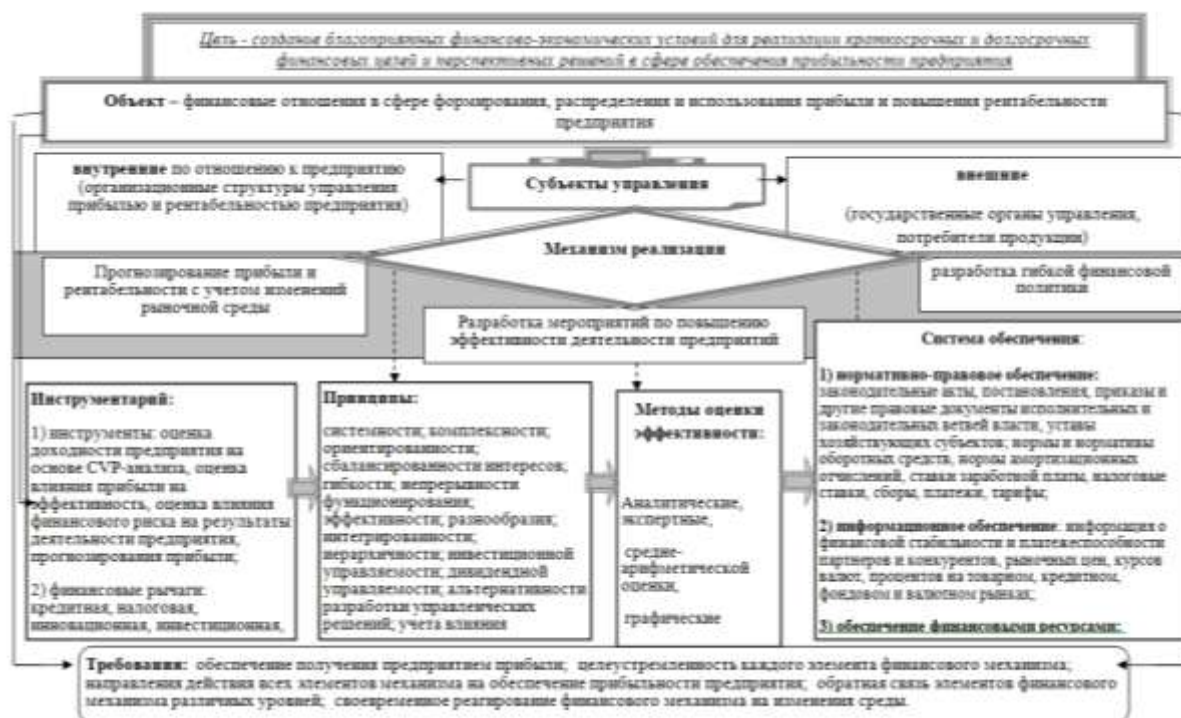 Цель - создание благоприятных финансово-экономических условий для реализации краткосрочных и долгосрочных
финансовых целей и перспективных решений в сфере обеспечения прибыльности предприятия
Объект – финансовые отношения в сфере формирования, распределения и использования прибыли и повышения рентабельности
предприятия
внутренние по отношению к предприятию
(организационные структуры управления
прибылью и рентабельностью предприятия)
Субъекты управления
внешние
(государственные органы управления,
потребители продукции)
Механизм реализации
Прогнозирование прибыли и
рентабельности с учетом изменений
рыночной среды
разработка гибкой финансовой
политики
Разработка мероприятий по повышению
эффективности деятельности предприятий
Инструментарий:
1) инструменты: оценка
доходности предприятия на
основе CVP-анализа, оценка
влияния прибыли на
эффективность, оценка влияния
финансового риска на результаты
деятельности предприятия,
прогнозирования прибыли;
2) финансовые рычаги:
кредитная, налоговая,
инновационная, инвестиционная,
Принципы:
системности; комплексности;
ориентированности;
сбалансированности интересов;
гибкости; непрерывности
функционирования;
эффективности; разнообразия;
интегрированности;
иерархичности; инвестиционной
управляемости; дивидендной
управляемости; альтернативности
разработки управленческих
решений; учета влияния
Методы оценки
эффективности:
Аналитические,
экспертные,
средне-
арифметической
оценки,
графические
Система обеспечения:
1) нормативно-правовое обеспечение:
законодательные акты, постановления, приказы и
другие правовые документы исполнительных и
законодательных ветвей власти, уставы
хозяйствующих субъектов; нормы и нормативы
оборотных средств, нормы амортизационных
отчислений, ставки заработной платы, налоговые
ставки, сборы, платежи, тарифы;
2) информационное обеспечение: информация о
финансовой стабильности и платежеспособности
партнеров и конкурентов, рыночных цен, курсов
валют, процентов на товарном, кредитном,
фондовом и валютном рынках;
3) обеспечение финансовыми ресурсами:
Требования: обеспечение получения предприятием прибыли; целеустремленность каждого элемента финансового механизма;
направления действия всех элементов механизма на обеспечение прибыльности предприятия; обратная связь элементов финансового
механизма различных уровней; своевременное реагирование финансового механизма на изменения среды.